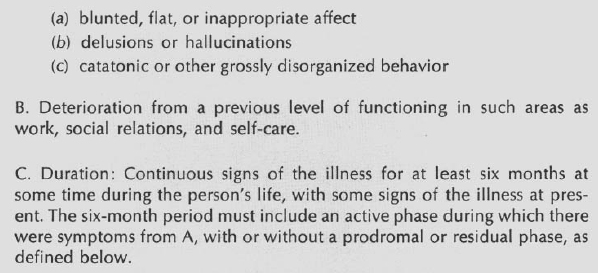 (a) blunted, flat, or inappropriate affect
(b) delusions or hallucinations
(c) catatonic or other grossly disorganized behavior
B. Deterioration from a previous level of functioning in such areas as
work, social relations, and self-care.
C. Duration: Continuous signs of the illness for at least six months at
some time during the person's life, with some signs of the illness at pres-
ent. The six-month period must include an active phase during which there
were symptoms from A, with or without a prodromal or residual phase, as
defined below.